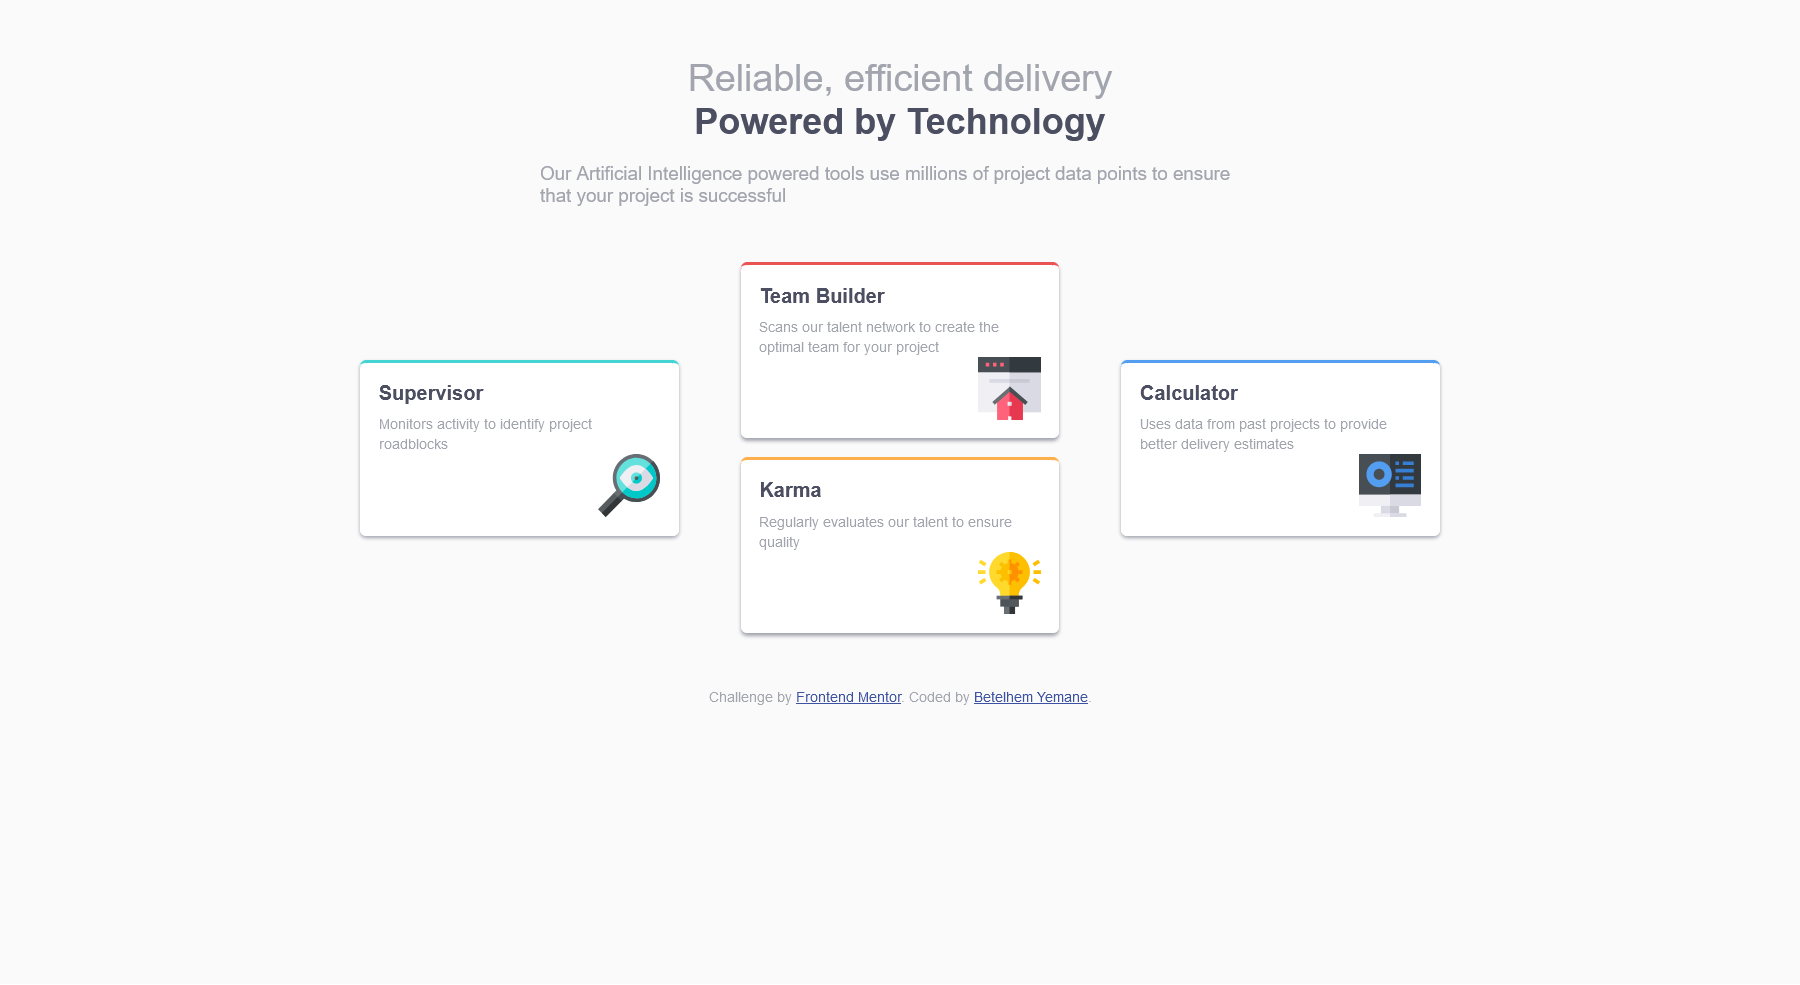 Reliable, efficient delivery
Powered by Technology
Our Artificial Intelligence powered tools use millions of project data points to ensure
that your project is successful
Supervisor
Monitors activity to identify project
roadblocks
Team Builder
Scans our talent network to create the
optimal team for your project
Karma
Regularly evaluates our talent to ensure
quality
Calculator
Uses data from past projects to provide
better delivery estimates
Challenge by Frontend Mentor. Coded by Betelhem Yemane.